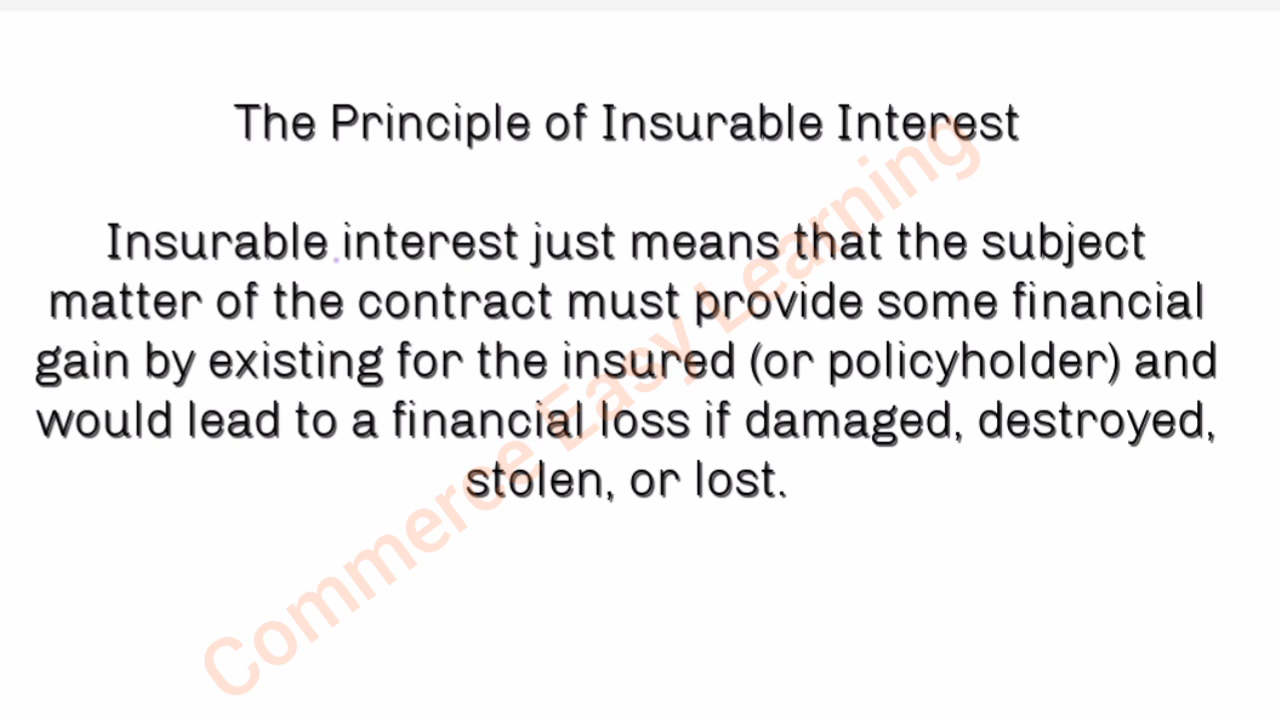 The Principle of Insurable Interest
Insurable interest just means that the subject
matter of the contract must provide some financial
gain by existing for the insured (or policyholder) and
would lead to a financial loss if damaged, destroyed,
stolen, or lost.
Commerce Easy Learning